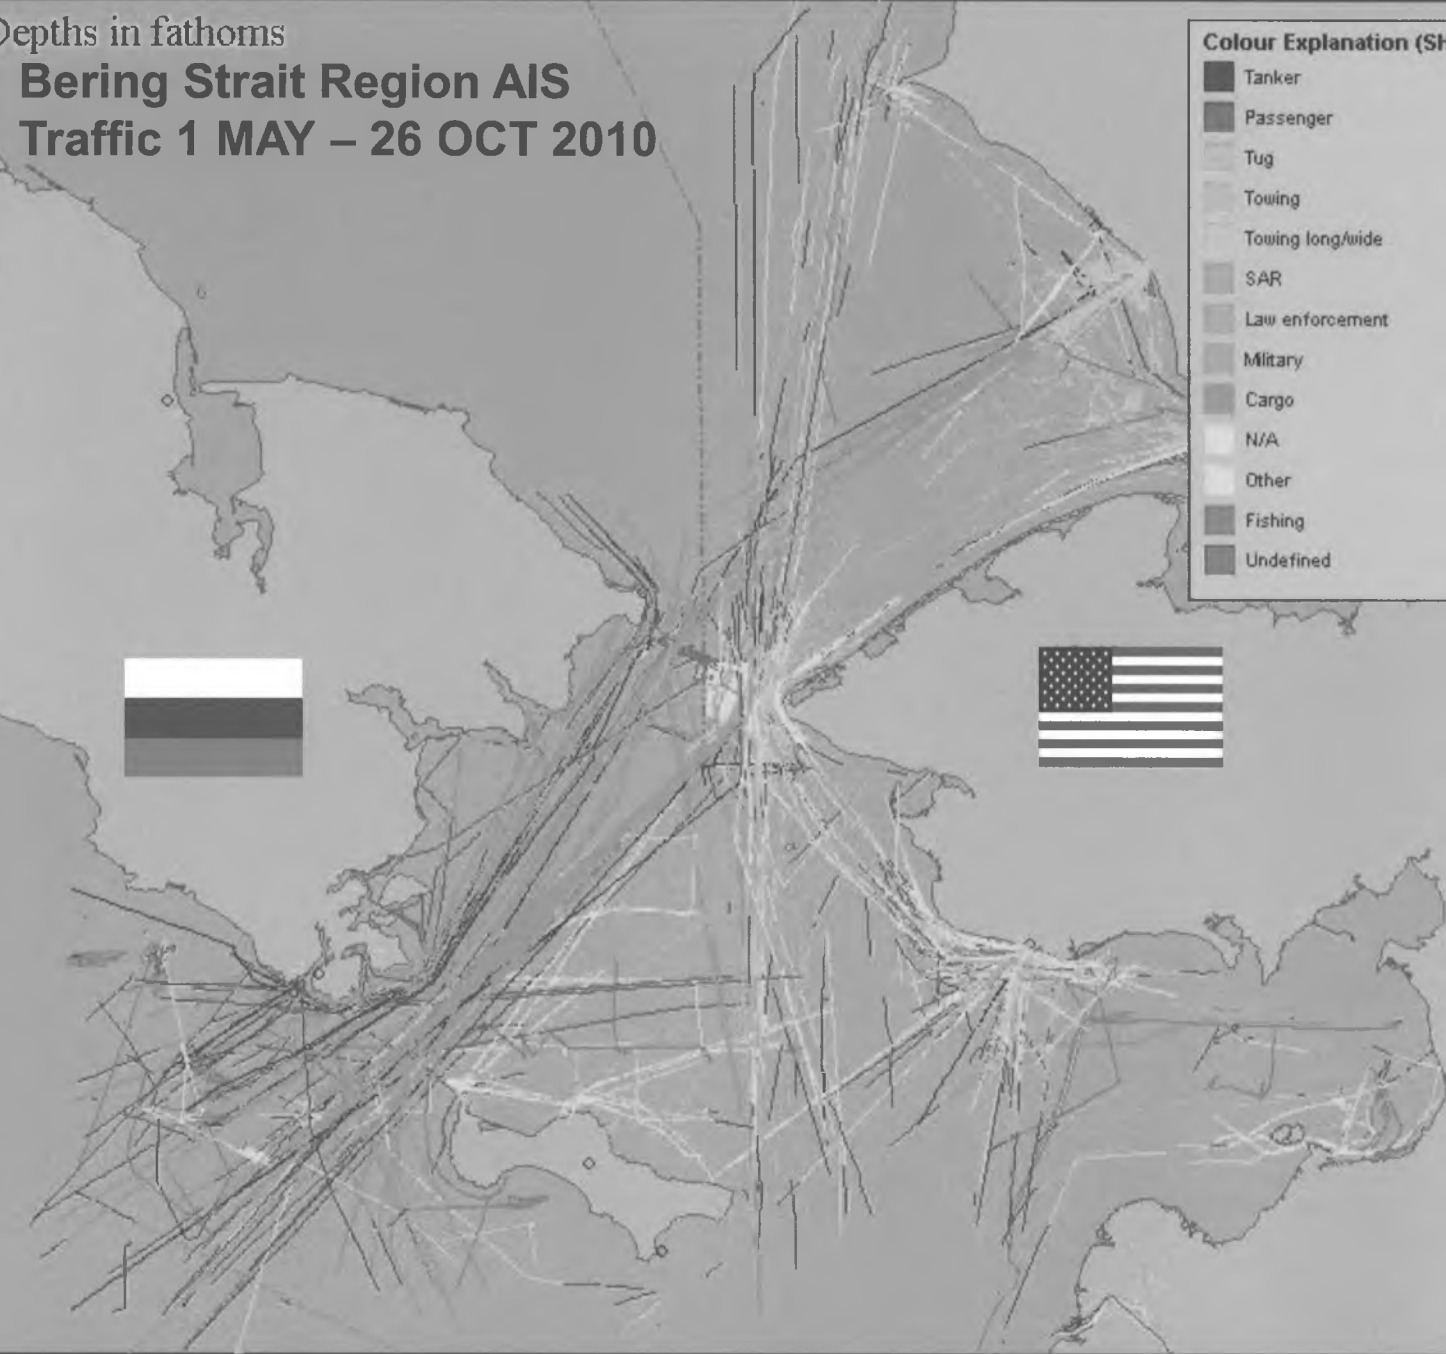 Depths in fathoms
Bering Strait Region AIS
Traffic 1 MAY – 26 OCT 2010
Colour Explanation (SH
Tanker
Passenger
Tug
Towing
Towing long/wide
SAR
Law enforcement
Military
Cargo
N/A
Other
Fishing
Undefined